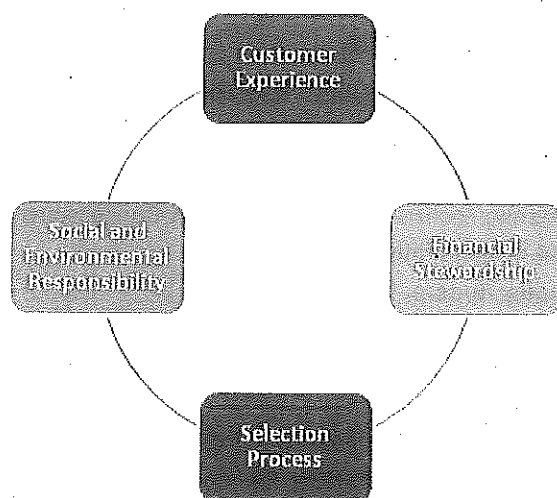 Customer
Experience
Social and
Environmental
Responsibility
Financial
Stewardship
Selection
Process